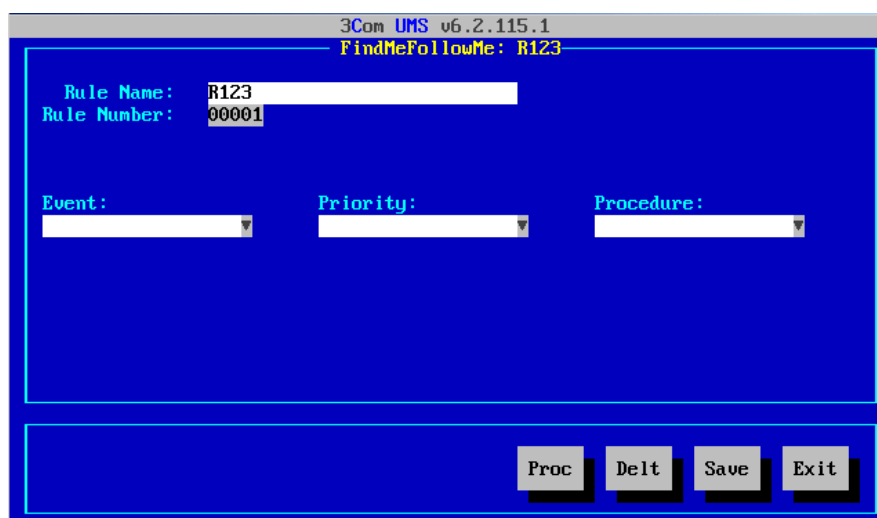 3Com UMS v6.2.115.1
FindMeFollowMe: R123
Rule Name: R123
Rule Number: 00001
Event: Priority: Procedure:
Proc Delt Save Exit